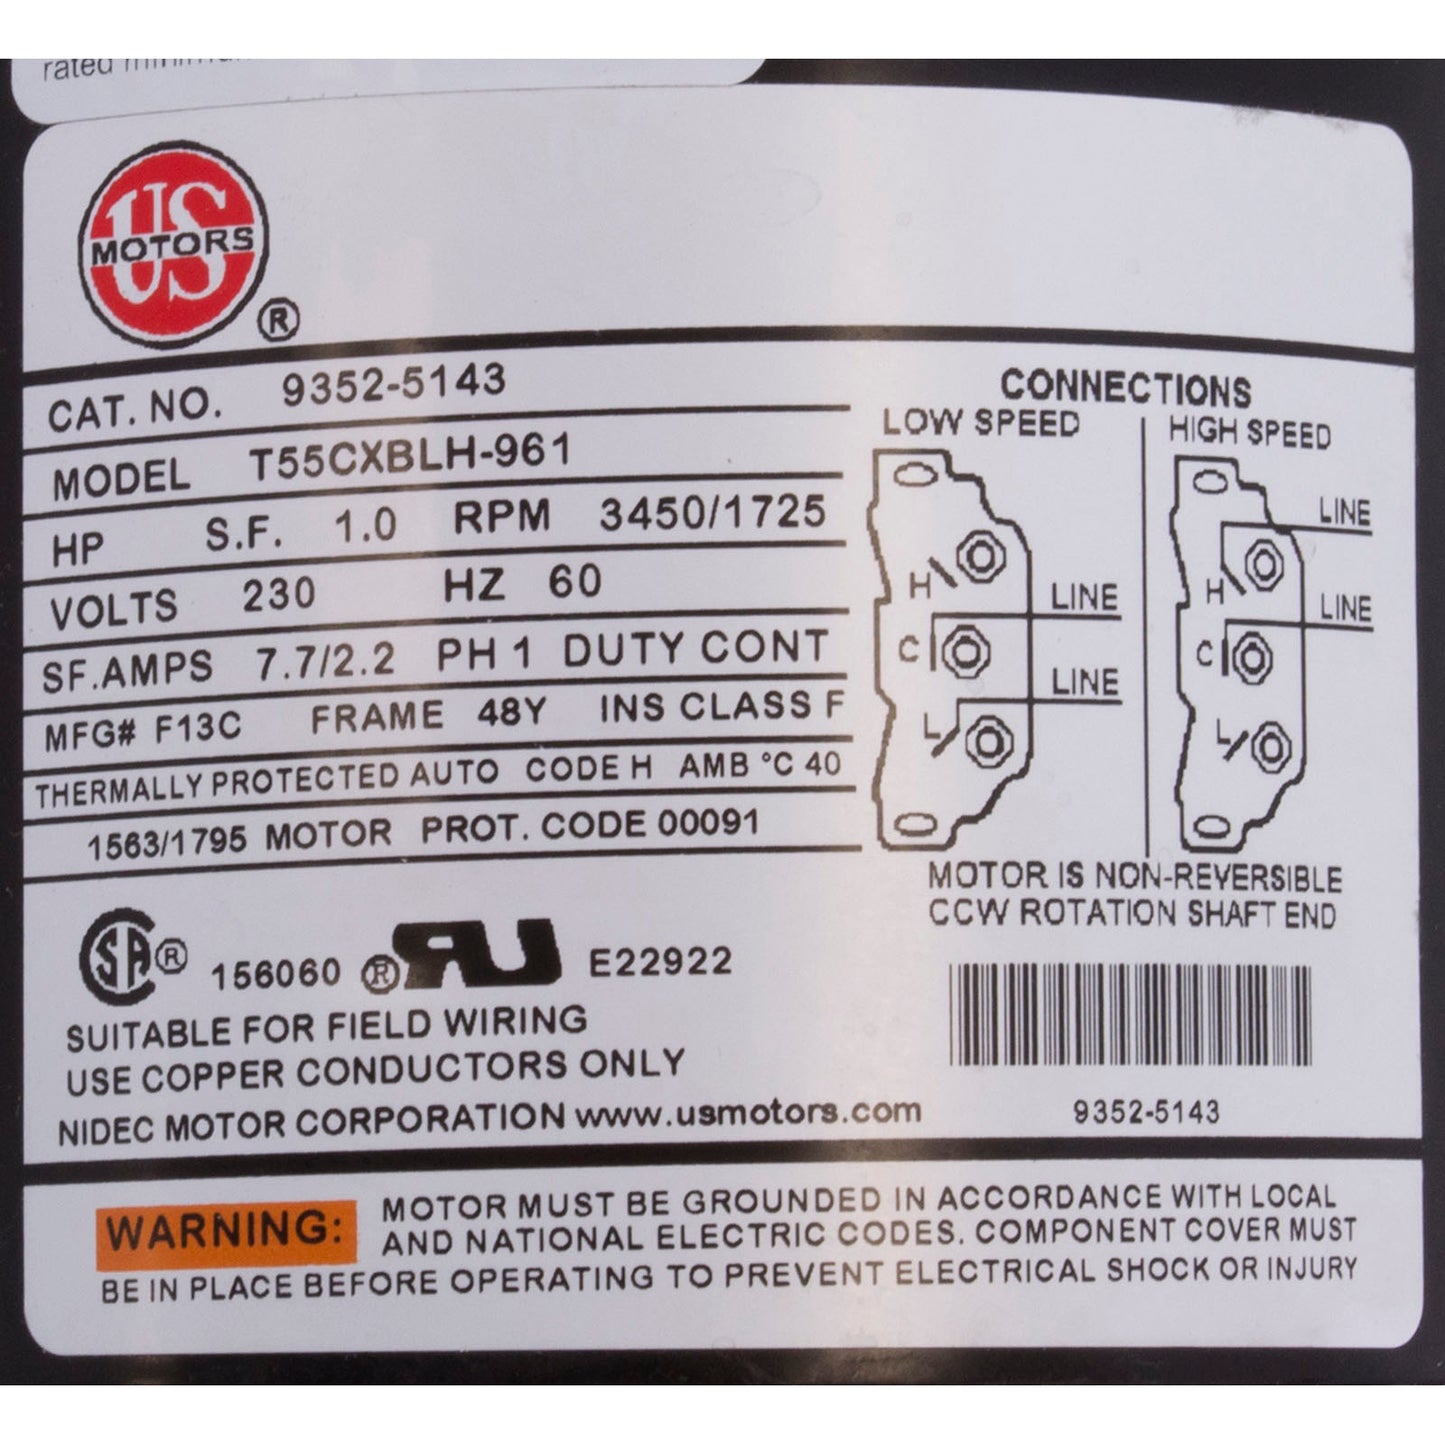 rated minimum
US
MOTORS
®
CAT. NO. 9352-5143
MODEL T55CXBLH-961
HP S.F. 1.0 RPM 3450/1725
VOLTS 230 HZ 60
SF.AMPS 7.7/2.2 PH 1 DUTY CONT
MFG# F13C FRAME 48Y INS CLASS F
THERMALLY PROTECTED AUTO CODE H AMB °C 40
1563/1795 MOTOR PROT. CODE 00091
CONNECTIONS
LOW SPEED
H
LINE
C
LINE
L
HIGH SPEED
LINE
H
LINE
C
L
MOTOR IS NON-REVERSIBLE
CCW ROTATION SHAFT END
SA ® 156060 ® RU E22922
SUITABLE FOR FIELD WIRING
USE COPPER CONDUCTORS ONLY
NIDEC MOTOR CORPORATION www.usmotors.com
9352-5143
WARNING: MOTOR MUST BE GROUNDED IN ACCORDANCE WITH LOCAL
AND NATIONAL ELECTRIC CODES. COMPONENT COVER MUST
BE IN PLACE BEFORE OPERATING TO PREVENT ELECTRICAL SHOCK OR INJURY